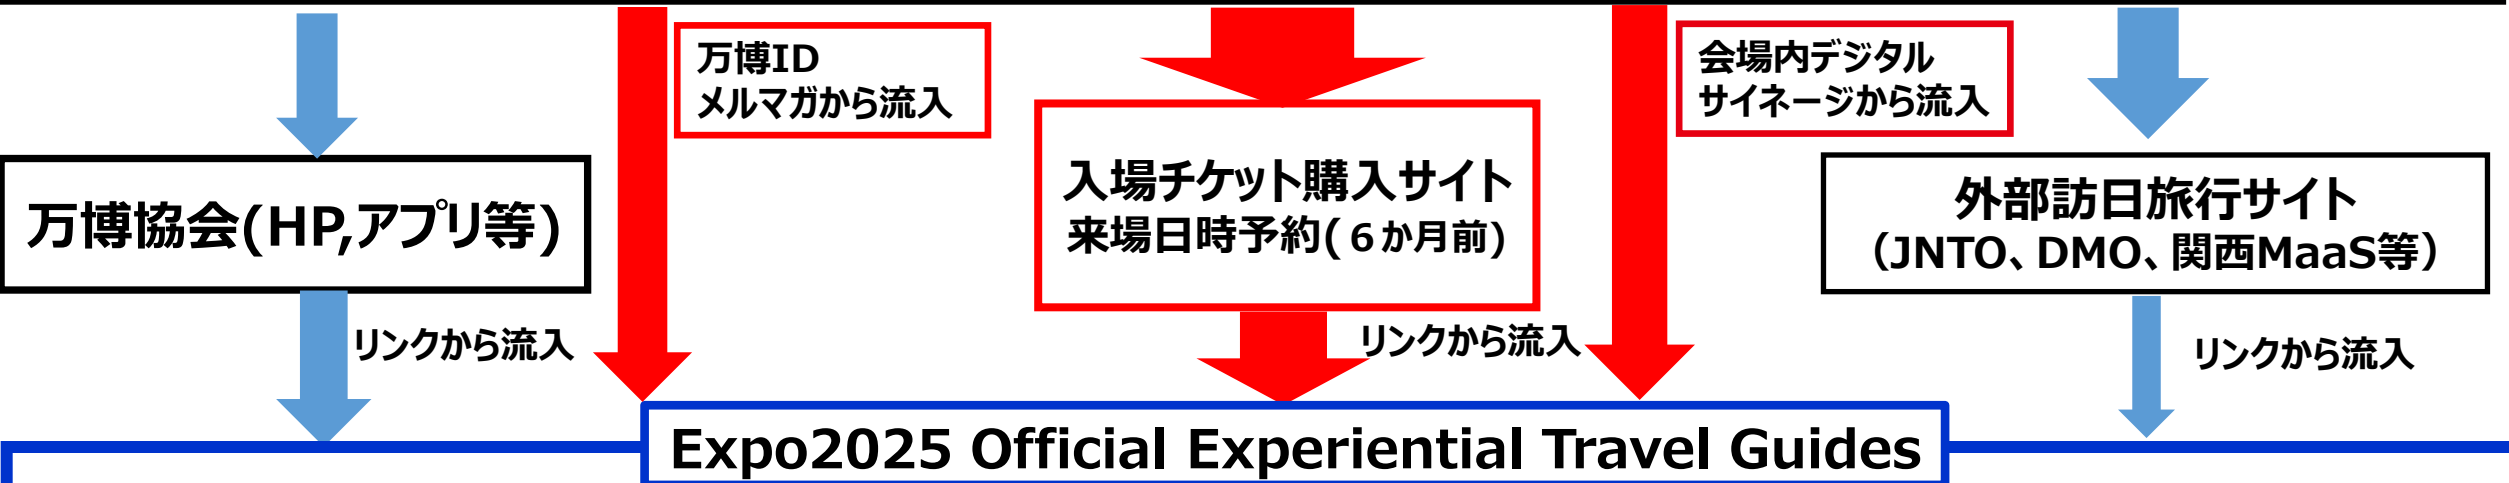 万博ID
メルマガから流入
会場内デジタル
サイネージから流入
万博協会(HP,アプリ等)
入場チケット購入サイト
来場日時予約(６か月前)
外部訪日旅行サイト
（JNTO、DMO、関西MaaS等）
リンクから流入
リンクから流入
リンクから流入
Expo2025 Official Experiential Travel Guides